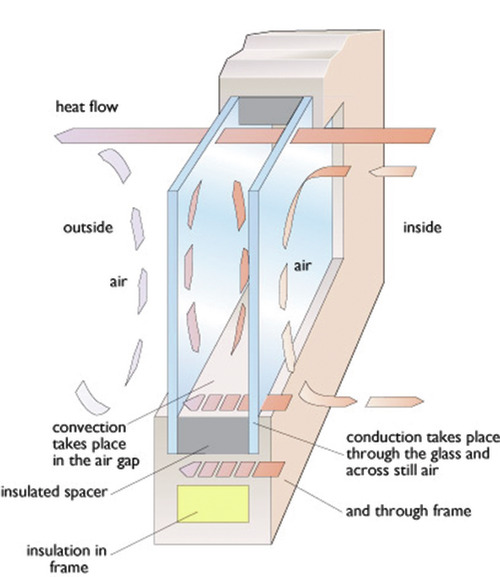 heat flow
outside
inside
air
air
convection
takes place
in the air gap
conduction takes place
through the glass and
across still air
insulated spacer
and through frame
insulation in
frame